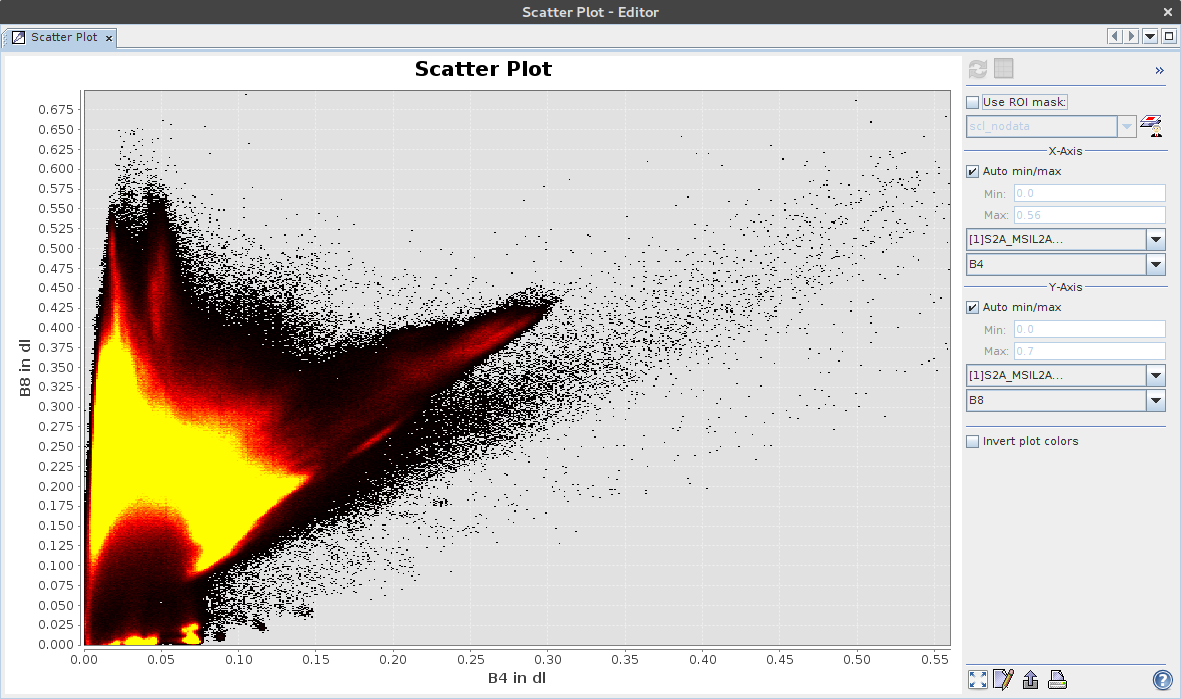 Scatter Plot - Editor
Scatter Plot
Scatter Plot
0.675
0.650
0.625
0.600
0.575
0.550
0.525
0.500
0.475
0.450
0.425
0.400
0.375
0.350
0.325
0.300
0.275
0.250
0.225
0.200
0.175
0.150
0.125
0.100
0.075
0.050
0.025
0.000
B8 in dl
0.00 0.05 0.10 0.15 0.20 0.25 0.30 0.35 0.40 0.45 0.50 0.55
B4 in dl
Use ROI mask:
scl_nodata
X-Axis
Auto min/max
Min: 0.0
Max: 0.56
[1]S2A_MSIL2A...
B4
Y-Axis
Auto min/max
Min: 0.0
Max: 0.7
[1]S2A_MSIL2A...
B8
Invert plot colors